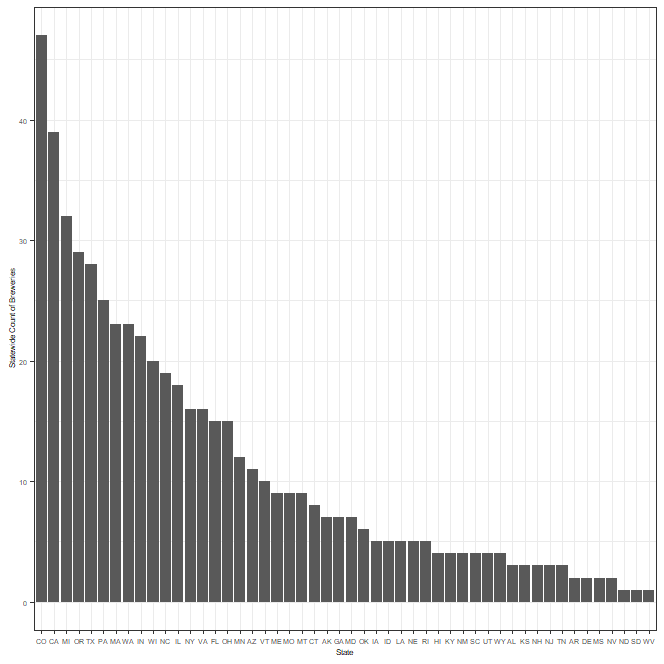 Statewide Count of Breweries
40
30
20
10
0
CO CA MI OR TX PA MA WA IN WI NC IL NY VA FL OH MN AZ VT ME MO MT CT AK GA MD OK IA ID LA NE RI HI KY NM SC UT WY AL KS NH NJ TN AR DE MS NV ND SD WV
State